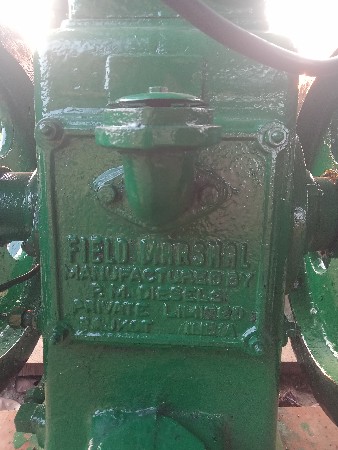 FIELD MARSHAL
MANUFACTURED BY
P. M. DIESELS
PRIVATE LIMITED
RAJKOT INDIA